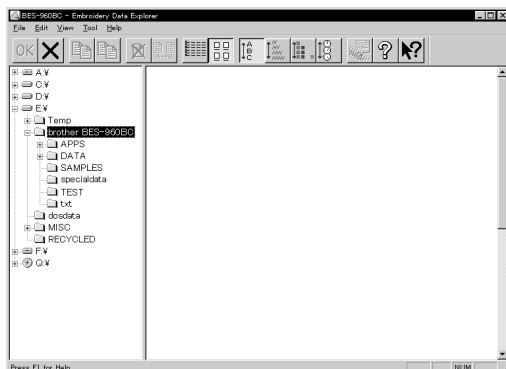 BES-960BC - Embroidery Data Explorer
File Edit View Tool Help
OK
A
B
C
A:¥
C:¥
D:¥
E:¥
Temp
brother BES-960BC
APPS
DATA
SAMPLES
specialdata
TEST
txt
dosdata
MISC
RECYCLED
F:¥
Q:¥
Press F1 for Help
NUM